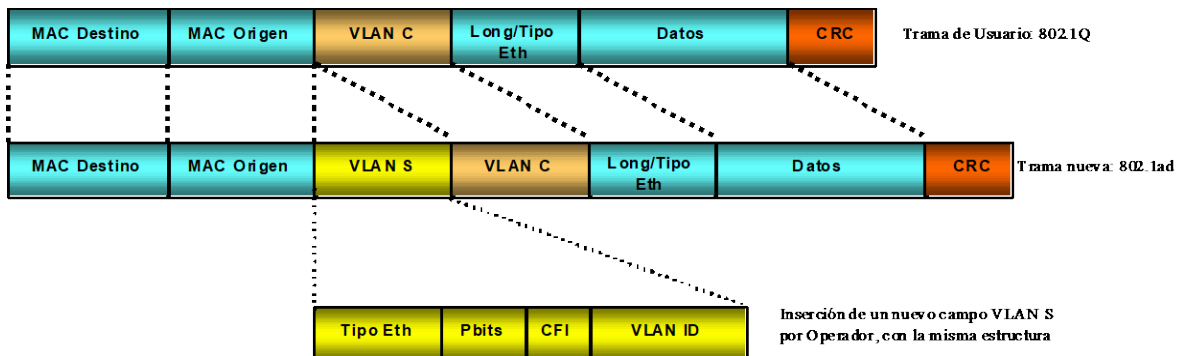 MAC Destino MAC Origen VLAN C Long/Tipo Eth Datos CRC Trama de Usuario: 802.1Q
MAC Destino MAC Origen VLAN S VLAN C Long/Tipo Eth Datos CRC Trama nueva: 802.1ad
Tipo Eth Pbits CFI VLAN ID
Inserción de un nuevo campo VLAN S
por Operador, con la misma estructura